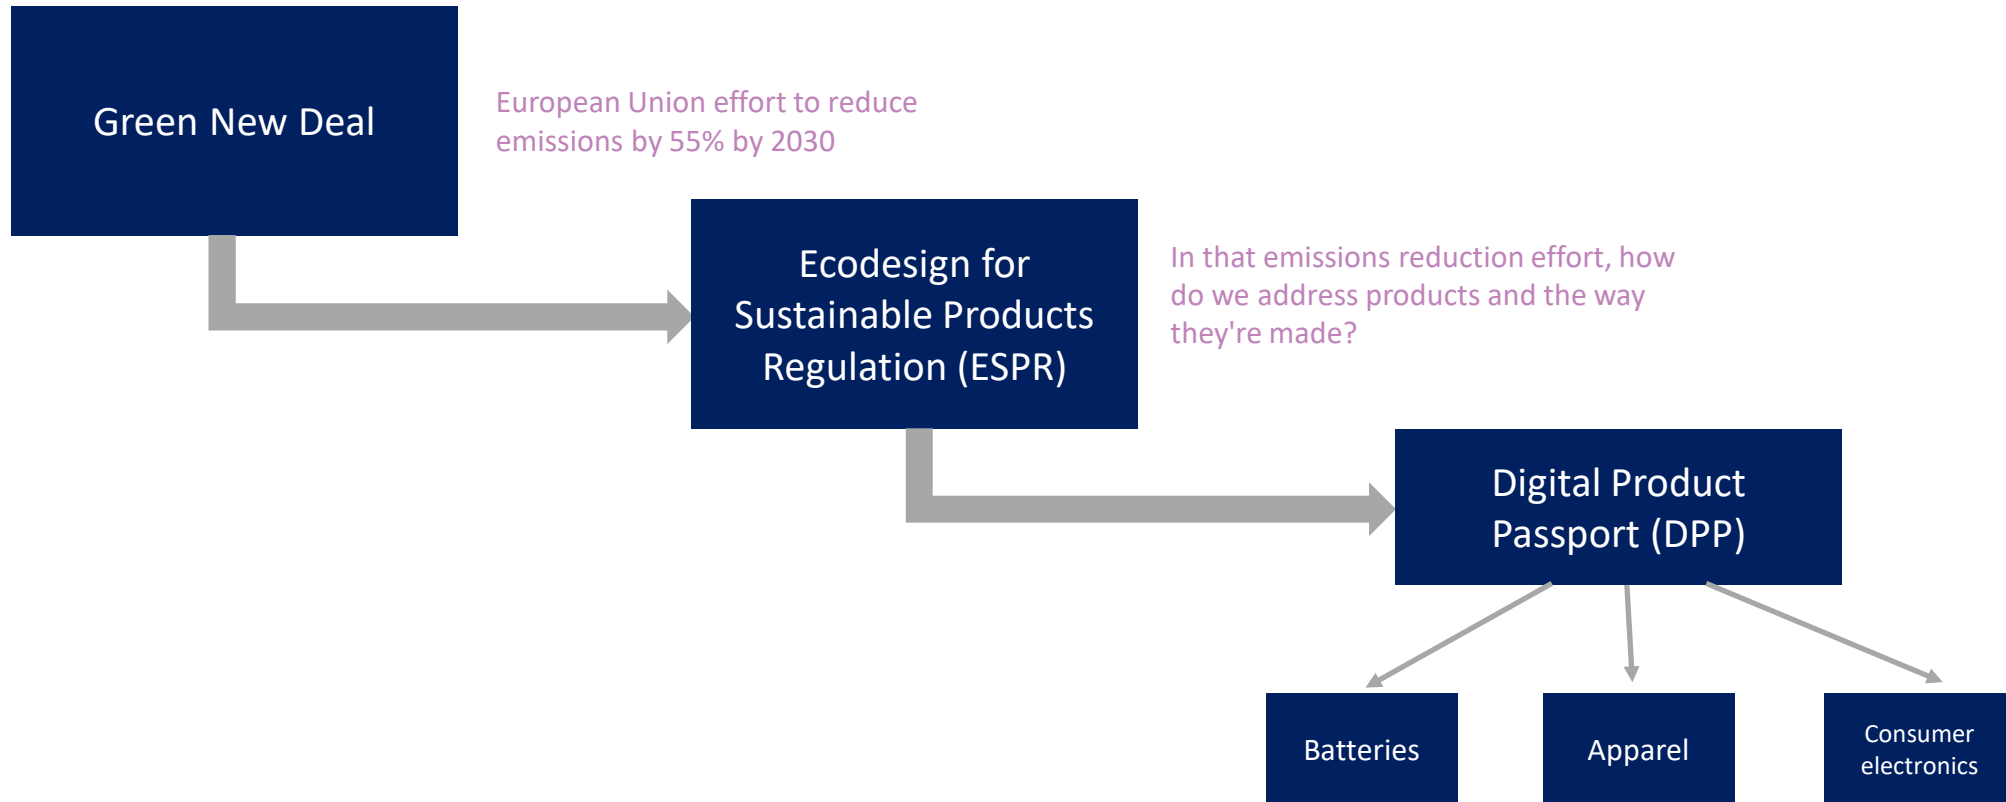 Green New Deal
European Union effort to reduce
emissions by 55% by 2030
Ecodesign for
Sustainable Products
Regulation (ESPR)
In that emissions reduction effort, how
do we address products and the way
they're made?
Digital Product
Passport (DPP)
Batteries
Apparel
Consumer
electronics